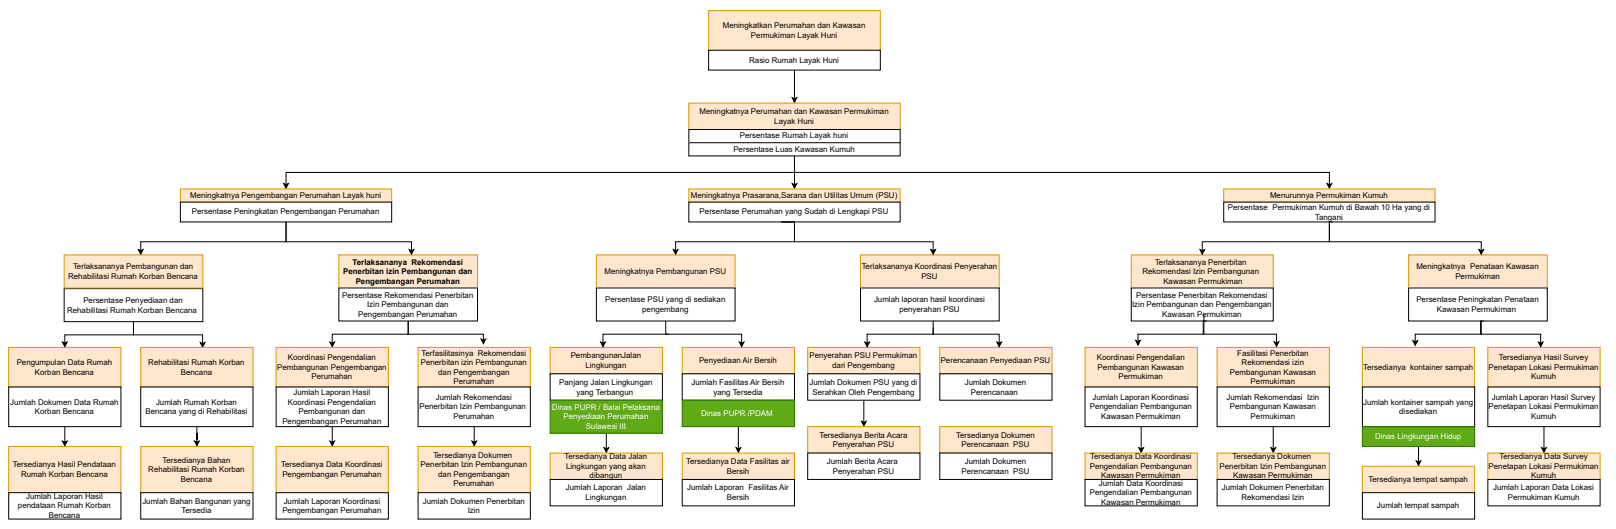 Meningkatkan Perumahan dan Kawasan
Permukiman Layak Huni
Rasio Rumah Layak Huni
Meningkatnya Perumahan dan Kawasan Permukiman
Layak Huni
Persentase Rumah Layak huni
Persentase Luas Kawasan Kumuh
Meningkatnya Pengembangan Perumahan Layak huni
Persentase Peningkatan Pengembangan Perumahan
Meningkatnya Prasarana,Sarana dan Utilitas Umum (PSU)
Persentase Perumahan yang Sudah di Lengkapi PSU
Menurunnya Permukiman Kumuh
Persentase Permukiman Kumuh di Bawah 10 Ha yang di
Tangani
Terlaksananya Pembangunan dan
Rehabilitasi Rumah Korban Bencana
Persentase Penyediaan dan
Rehabilitasi Rumah Korban Bencana
Terlaksananya Rekomendasi
Penerbitan izin Pembangunan dan
Pengembangan Perumahan
Persentase Rekomendasi Penerbitan
Izin Pembangunan dan
Pengembangan Perumahan
Meningkatnya Pembangunan PSU
Persentase PSU yang di sediakan
pengembang
Terlaksananya Koordinasi Penyerahan
PSU
Jumlah laporan hasil koordinasi
penyerahan PSU
Terlaksananya Penerbitan
Rekomendasi Izin Pembangunan
Kawasan Permukiman
Persentase Penerbitan Rekomendasi
Izin Pembangunan dan Pengembangan
Kawasan Permukiman
Meningkatnya Penataan Kawasan
Permukiman
Persentase Peningkatan Penataan
Kawasan Permukiman
Pengumpulan Data Rumah
Korban Bencana
Jumlah Dokumen Data Rumah
Korban Bencana
Rehabilitasi Rumah Korban
Bencana
Jumlah Rumah Korban
Bencana yang di Rehabilitasi
Koordinasi Pengendalian
Pembangunan Pengembangan
Perumahan
Jumlah Laporan Hasil
Koordinasi Pengendalian
Pembangunan dan
Pengembangan Perumahan
Terfasilitasinya Rekomendasi
Penerbitan izin Pembangunan
dan Pengembangan
Perumahan
Jumlah Rekomendasi
Penerbitan Izin Pembangunan
Perumahan
PembangunanJalan
Lingkungan
Panjang Jalan Lingkungan
yang Terbangun
Dinas PUPR / Balai Pelaksana
Penyediaan Perumahan
Sulawesi III
Penyediaan Air Bersih
Jumlah Fasilitas Air Bersih
yang Tersedia
Dinas PUPR /PDAM
Penyerahan PSU Permukiman
dari Pengembang
Jumlah Dokumen PSU yang di
Serahkan Oleh Pengembang
Perencanaan Penyediaan PSU
Jumlah Dokumen
Perencanaan
Koordinasi Pengendalian
Pembangunan Kawasan
Permukiman
Jumlah Laporan Koordinasi
Pengendalian Pembangunan
Kawasan Permukiman
Fasilitasi Penerbitan
Rekomendasi izin
Pembangunan Kawasan
Permukiman
Jumlah Rekomendasi Izin
Pembangunan Kawasan
Permukiman
Tersedianya kontainer sampah
Jumlah kontainer sampah yang
disediakan
Dinas Lingkungan Hidup
Tersedianya Hasil Survey
Penetapan Lokasi Permukiman
Kumuh
Jumlah Laporan Hasil Survey
Penetapan Lokasi Permukiman
Kumuh
Tersedianya Hasil Pendataan
Rumah Korban Bencana
Jumlah Laporan Hasil
pendataan Rumah Korban
Bencana
Tersedianya Bahan
Rehabilitasi Rumah Korban
Bencana
Jumlah Bahan Bangunan yang
Tersedia
Tersedianya Data Koordinasi
Pengembangan Perumahan
Jumlah Laporan Koordinasi
Pengembangan Perumahan
Tersedianya Dokumen
Penerbitan Izin Pembangunan
dan Pengembangan
Perumahan
Jumlah Dokumen Penerbitan
Izin
Tersedianya Data Jalan
Lingkungan yang akan
dibangun
Jumlah Laporan Jalan
Lingkungan
Tersedianya Data Fasilitas air
Bersih
Jumlah Laporan Fasilitas Air
Bersih
Tersedianya Berita Acara
Penyerahan PSU
Jumlah Berita Acara
Penyerahan PSU
Tersedianya Dokumen
Perencanaan PSU
Jumlah Dokumen
Perencanaan PSU
Tersedianya Data Koordinasi
Pengendalian Pembangunan
Kawasan Permukiman
Jumlah Data Koordinasi
Pengendalian Pembangunan
Kawasan Permukiman
Tersedianya Dokumen
Penerbitan Izin Pembangunan
Kawasan Permukiman
Jumlah Dokumen Penerbitan
Rekomendasi Izin
Tersedianya tempat sampah
Jumlah tempat sampah
Tersedianya Data Survey
Penetapan Lokasi Permukiman
Kumuh
Jumlah Laporan Data Lokasi
Permukiman Kumuh